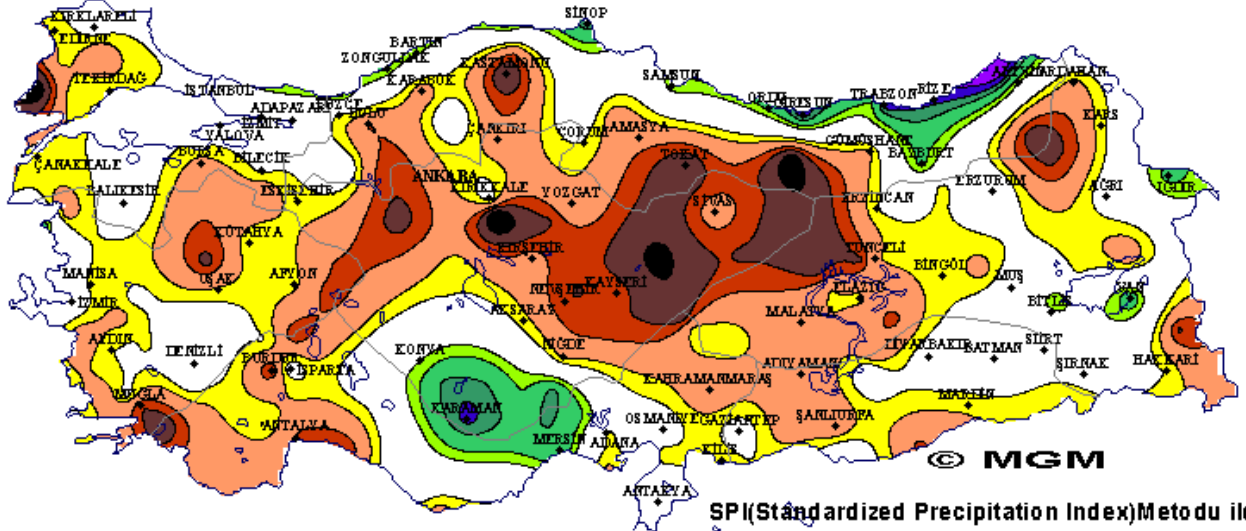 SİNOP
KIRKLARELİ
EDİRNE
BARTIN
ZONGULDAK
KASTAMONU
KARABÜK
TEKİRDAĞ
İSTANBUL
SAMSUN
ARTVİN
ARDAHAN
ORDU
GİRESUN
TRABZON
RİZE
ADAPAZARI
DÜZCE
BOLU
İZMİT
YALOVA
ÇANKIRI
ÇORUM
AMASYA
KARS
GÜMÜŞHANE
BAYBURT
ÇANAKKALE
BURSA
BİLECİK
TOKAT
ANKARA
KIRIKKALE
IĞDIR
BALIKESİR
ESKİŞEHİR
YOZGAT
SİVAS
ERZİNCAN
ERZURUM
AĞRI
KÜTAHYA
KIRŞEHİR
TUNCELİ
MANİSA
UŞAK
AFYON
BİNGÖL
MUŞ
İZMİR
NEVŞEHİR
KAYSERİ
ELAZIĞ
BİTLİS
VAN
AKSARAY
MALATYA
AYDIN
DENİZLİ
KONYA
NİĞDE
DİYARBAKIR
BATMAN
SİİRT
BURDUR
ISPARTA
ADIYAMAN
ŞIRNAK
HAKKARİ
KAHRAMANMARAŞ
MUĞLA
KARAMAN
MARDİN
ANTALYA
OSMANİYE
GAZİANTEP
ŞANLIURFA
MERSİN
ADANA
KİLİS
© MGM
ANTAKYA
SPI(Standardized Precipitation Index)Metodu ile